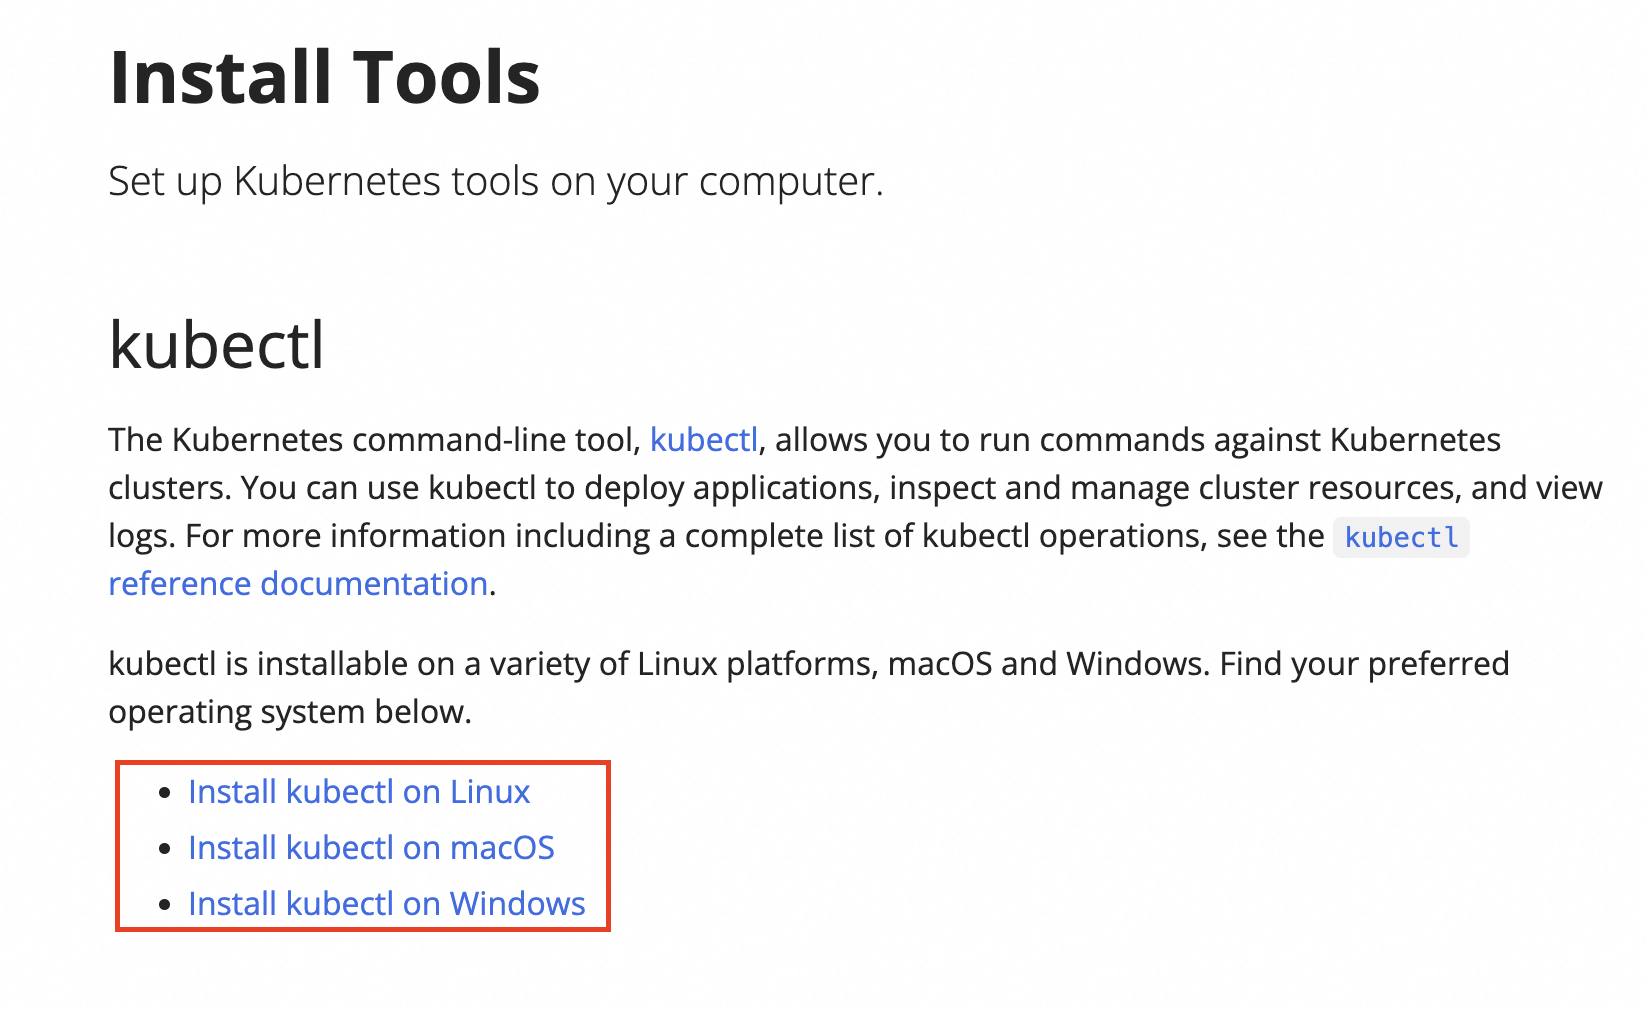 Install Tools
Set up Kubernetes tools on your computer.
kubectl
The Kubernetes command-line tool, kubectl, allows you to run commands against Kubernetes
clusters. You can use kubectl to deploy applications, inspect and manage cluster resources, and view
logs. For more information including a complete list of kubectl operations, see the kubectl
reference documentation.
kubectl is installable on a variety of Linux platforms, macOS and Windows. Find your preferred
operating system below.
• Install kubectl on Linux
• Install kubectl on macOS
• Install kubectl on Windows